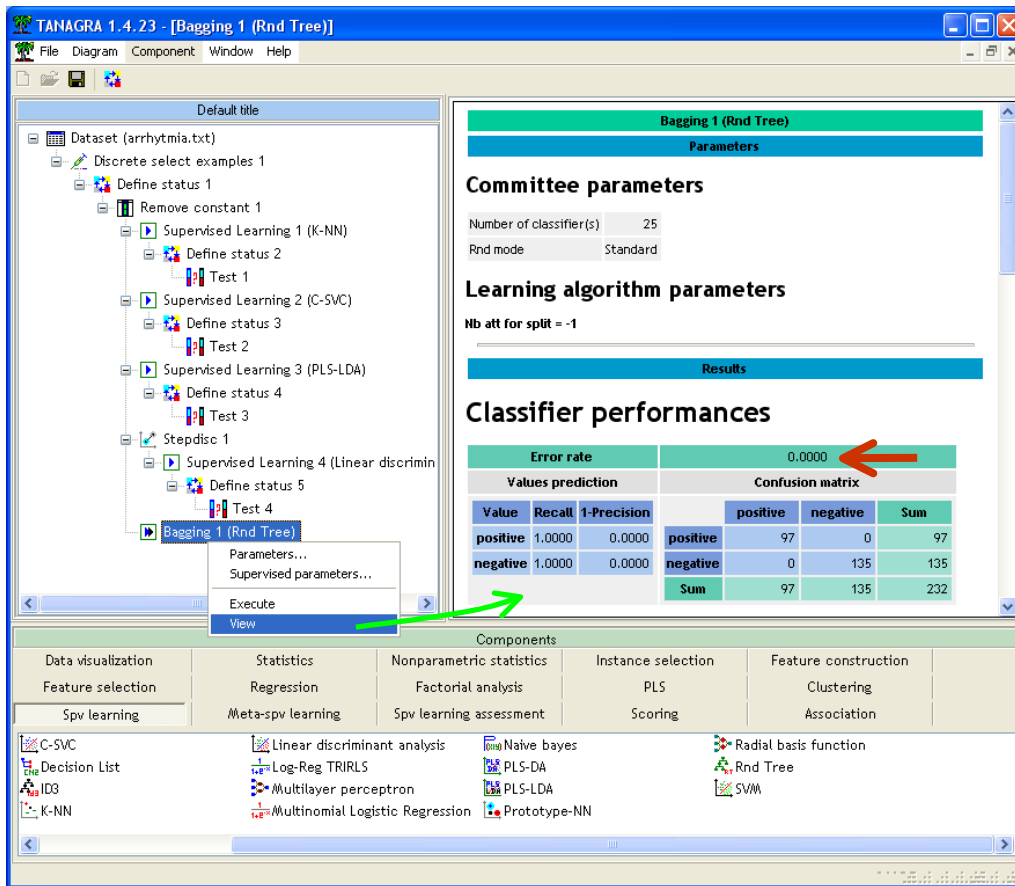 TANAGRA 1.4.23 - [Bagging 1 (Rnd Tree)]
File Diagram Component Window Help
Default title
Dataset (arrhytmia.txt)
Discrete select examples 1
Define status 1
Remove constant 1
Supervised Learning 1 (K-NN)
Define status 2
Test 1
Supervised Learning 2 (C-SVC)
Define status 3
Test 2
Supervised Learning 3 (PLS-LDA)
Define status 4
Test 3
Stepdisc 1
Supervised Learning 4 (Linear discrimin
Define status 5
Test 4
Bagging 1 (Rnd Tree)
Parameters...
Supervised parameters...
Execute
View
Bagging 1 (Rnd Tree)
Parameters
Committee parameters
Number of classifier(s) 25
Rnd mode Standard
Learning algorithm parameters
Nb att for split = -1
Results
Classifier performances
Error rate 0.0000
Values prediction Confusion matrix
Value Recall 1-Precision positive negative Sum
positive 1.0000 0.0000 positive 97 0 97
negative 1.0000 0.0000 negative 0 135 135
Sum 97 135 232
Components
Data visualization Statistics Nonparametric statistics Instance selection Feature construction
Feature selection Regression Factorial analysis PLS Clustering
Spv learning Meta-spv learning Spv learning assessment Scoring Association
C-SVC Linear discriminant analysis Naive bayes Radial basis function
Decision List Log-Reg TRIRLS PLS-DA Rnd Tree
ID3 Multilayer perceptron PLS-LDA SVM
K-NN Multinomial Logistic Regression Prototype-NN